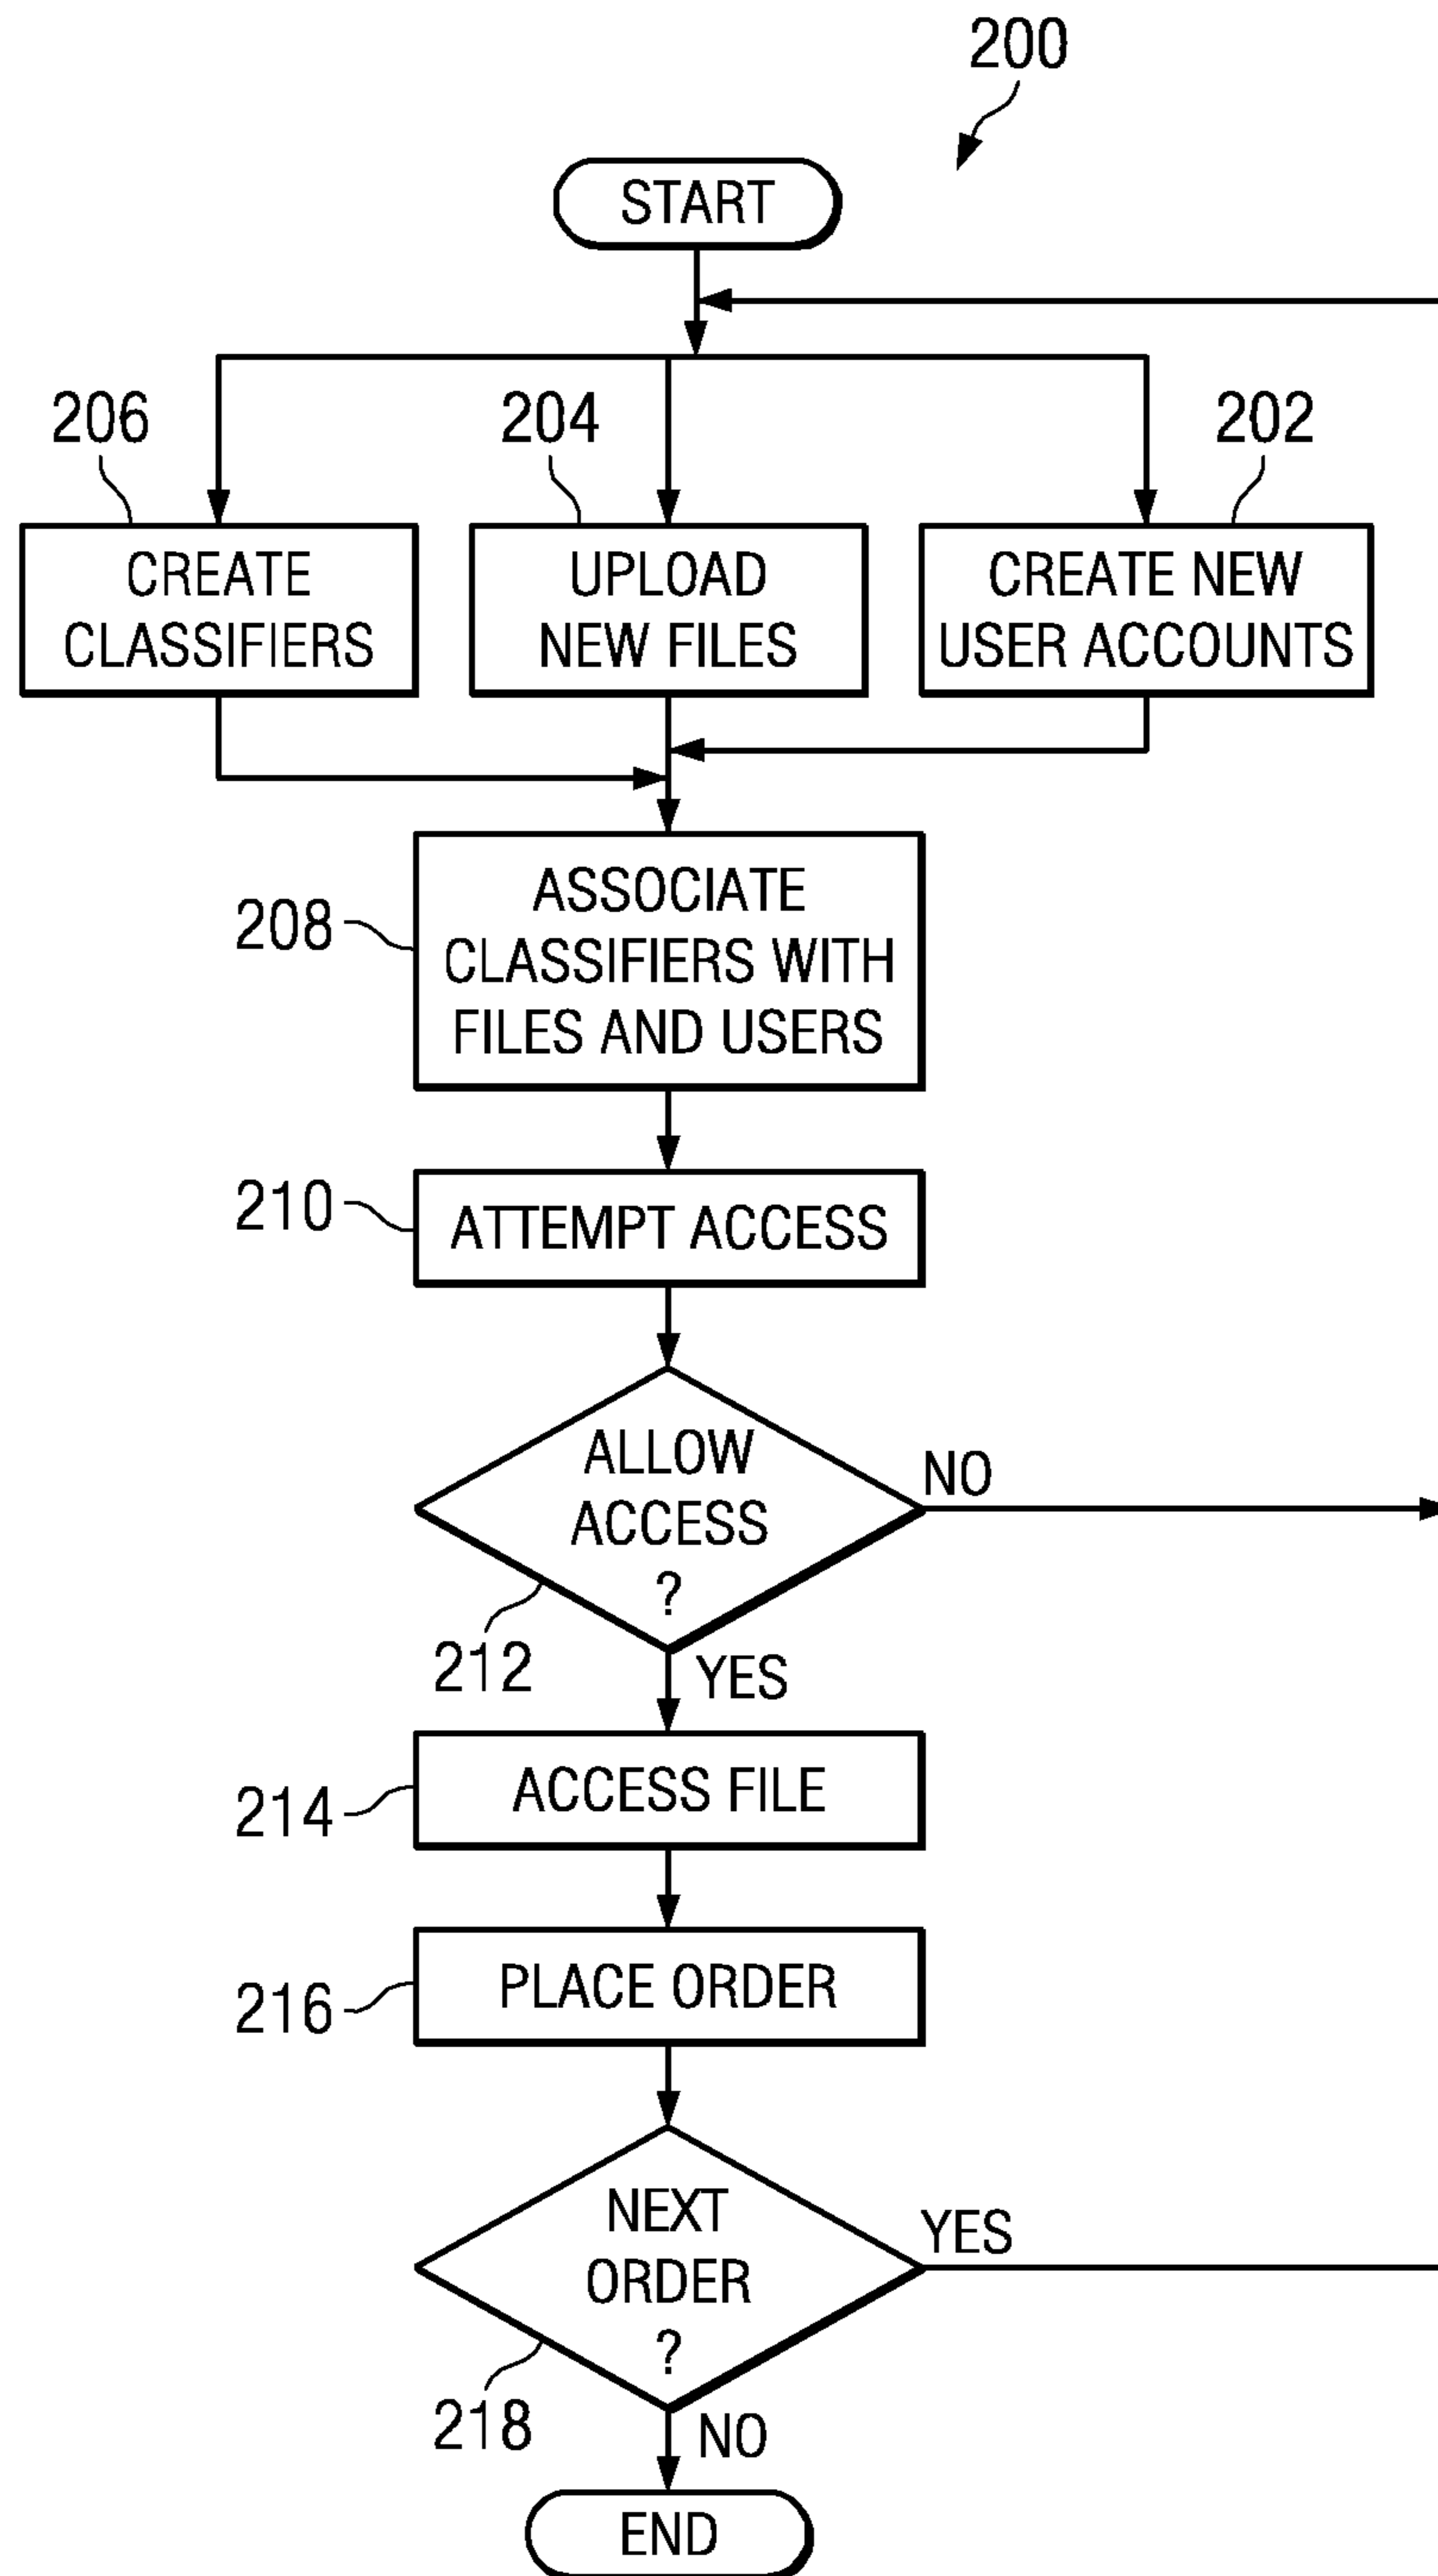 200
START
206
204
202
CREATE
CLASSIFIERS
UPLOAD
NEW FILES
CREATE NEW
USER ACCOUNTS
208
ASSOCIATE
CLASSIFIERS WITH
FILES AND USERS
210
ATTEMPT ACCESS
ALLOW
ACCESS
?
NO
212
YES
214
ACCESS FILE
216
PLACE ORDER
NEXT
ORDER
?
YES
218
NO
END